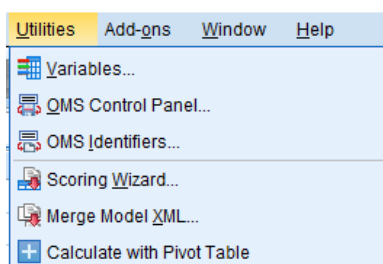 Utilities Add-ons Window Help
Variables...
OMS Control Panel...
OMS Identifiers...
Scoring Wizard...
Merge Model XML...
Calculate with Pivot Table